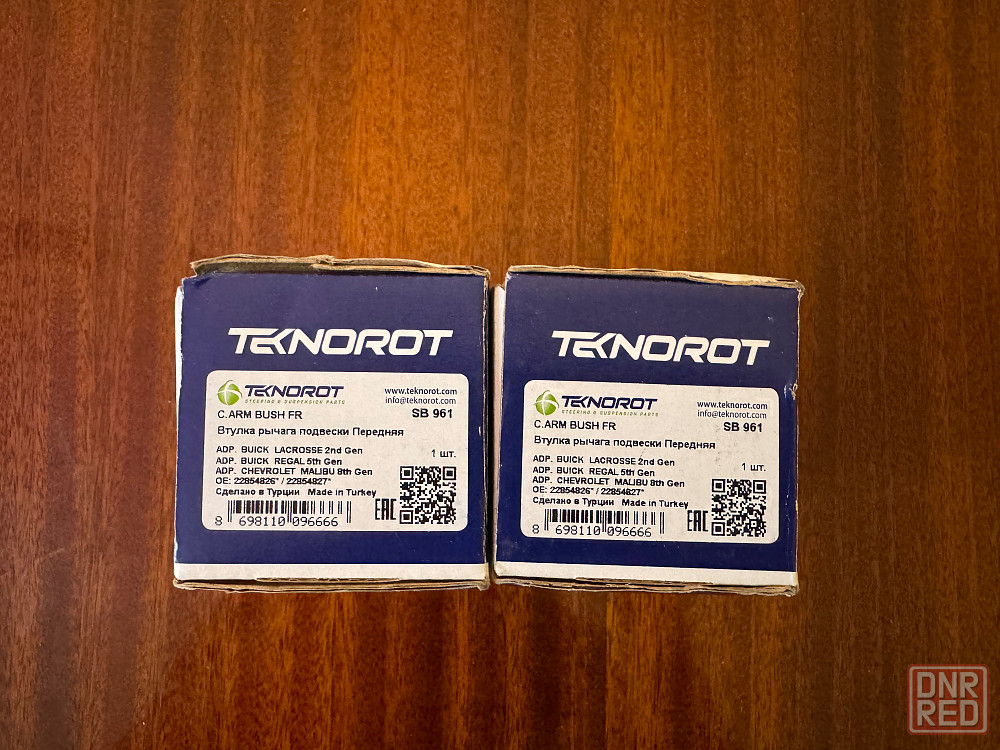 TEKNOROT
TEKNOROT
STEERING & SUSPENSION PARTS
www.teknorot.com
info@teknorot.com
C.ARM BUSH FR
SB 961
Втулка рычага подвески Передняя
ADP. BUICK LACROSSE 2nd Gen
ADP. BUICK REGAL 5th Gen
1 шт.
ADP. CHEVROLET MALIBU 8th Gen
OE: 22854826* / 22854827*
Сделано в Турции Made in Turkey
EAC
8 698110 096666
TEKNOROT
TEKNOROT
STEERING & SUSPENSION PARTS
www.teknorot.com
info@teknorot.com
C.ARM BUSH FR
SB 961
Втулка рычага подвески Передняя
ADP. BUICK LACROSSE 2nd Gen
ADP. BUICK REGAL 5th Gen
1 шт.
ADP. CHEVROLET MALIBU 8th Gen
OE: 22854826* / 22854827*
Сделано в Турции Made in Turkey
EAC
8 698110 096666
DNR
RED